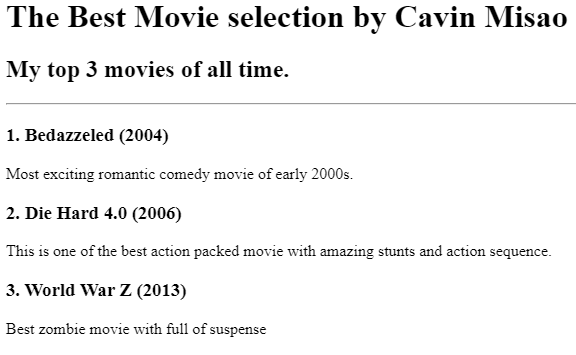 The Best Movie selection by Cavin Misao
My top 3 movies of all time.
1. Bedazzeled (2004)
Most exciting romantic comedy movie of early 2000s.
2. Die Hard 4.0 (2006)
This is one of the best action packed movie with amazing stunts and action sequence.
3. World War Z (2013)
Best zombie movie with full of suspense